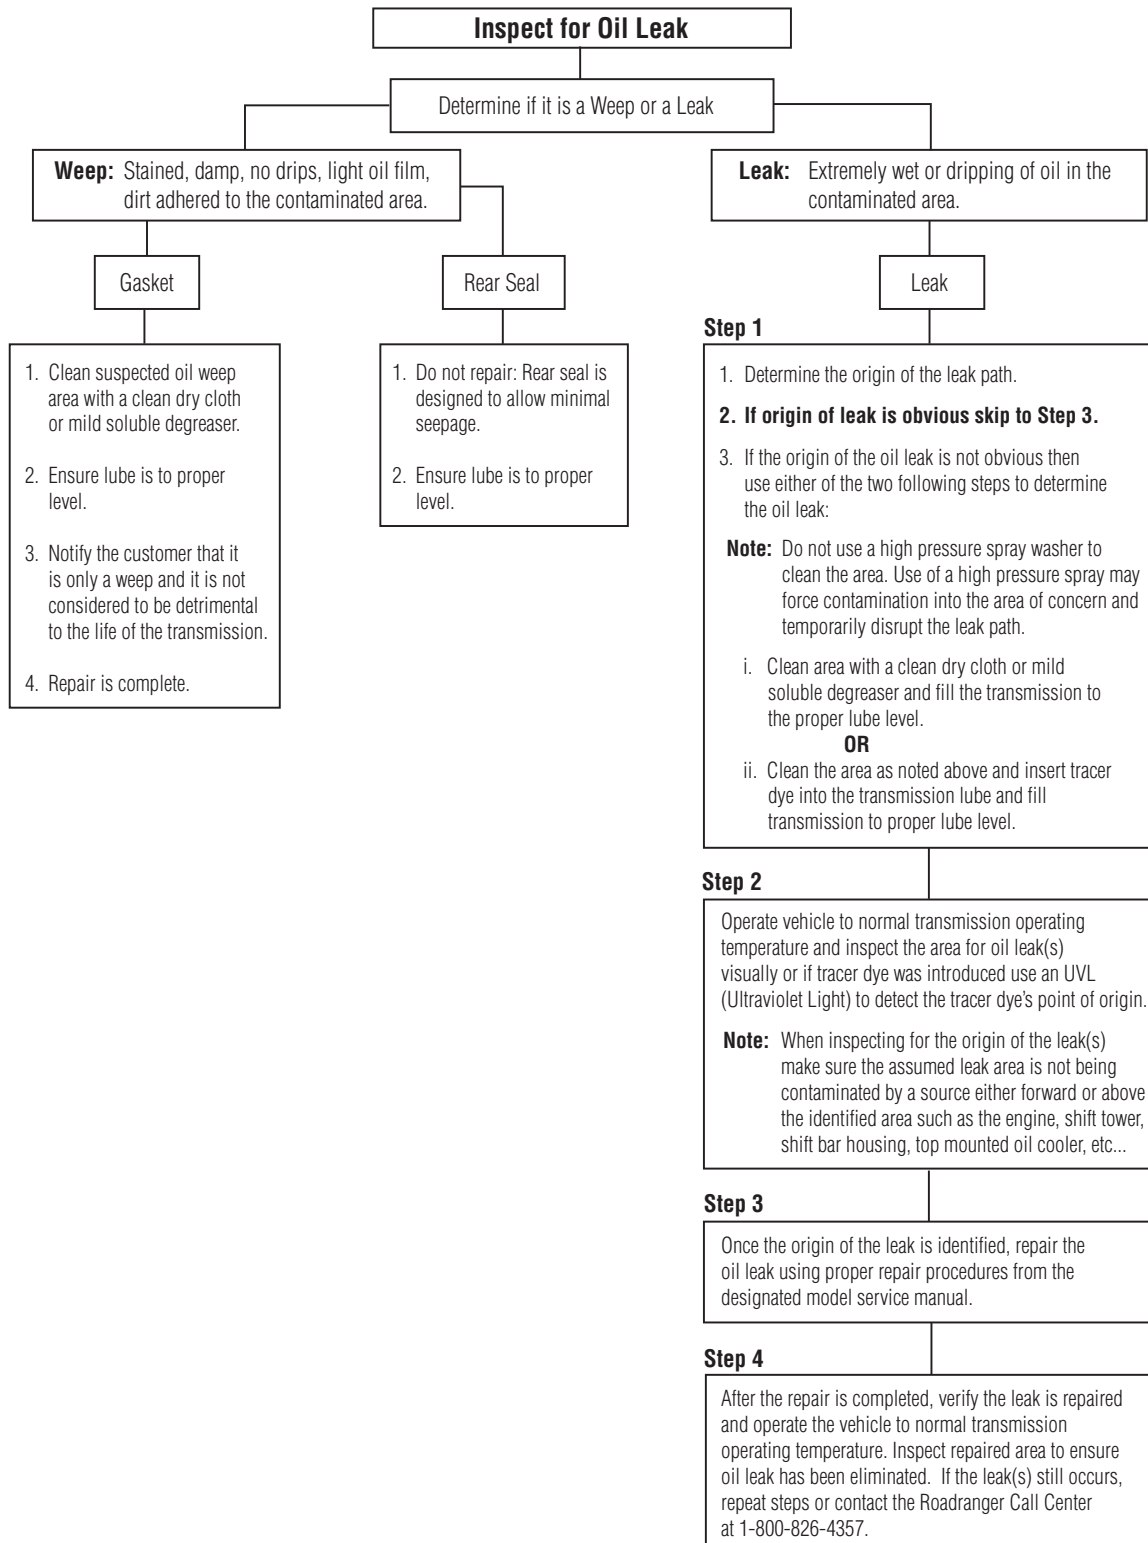 Inspect for Oil Leak
Determine if it is a Weep or a Leak
Weep: Stained, damp, no drips, light oil film,
dirt adhered to the contaminated area.
Gasket
1. Clean suspected oil weep
area with a clean dry cloth
or mild soluble degreaser.
2. Ensure lube is to proper
level.
3. Notify the customer that it
is only a weep and it is not
considered to be detrimental
to the life of the transmission.
4. Repair is complete.
Rear Seal
1. Do not repair: Rear seal is
designed to allow minimal
seepage.
2. Ensure lube is to proper
level.
Leak: Extremely wet or dripping of oil in the
contaminated area.
Leak
Step 1
1. Determine the origin of the leak path.
2. If origin of leak is obvious skip to Step 3.
3. If the origin of the oil leak is not obvious then
use either of the two following steps to determine
the oil leak:
Note: Do not use a high pressure spray washer to
clean the area. Use of a high pressure spray may
force contamination into the area of concern and
temporarily disrupt the leak path.
i. Clean area with a clean dry cloth or mild
soluble degreaser and fill the transmission to
the proper lube level.
OR
ii. Clean the area as noted above and insert tracer
dye into the transmission lube and fill
transmission to proper lube level.
Step 2
Operate vehicle to normal transmission operating
temperature and inspect the area for oil leak(s)
visually or if tracer dye was introduced use an UVL
(Ultraviolet Light) to detect the tracer dye's point of origin.
Note: When inspecting for the origin of the leak(s)
make sure the assumed leak area is not being
contaminated by a source either forward or above
the identified area such as the engine, shift tower,
shift bar housing, top mounted oil cooler, etc...
Step 3
Once the origin of the leak is identified, repair the
oil leak using proper repair procedures from the
designated model service manual.
Step 4
After the repair is completed, verify the leak is repaired
and operate the vehicle to normal transmission
operating temperature. Inspect repaired area to ensure
oil leak has been eliminated. If the leak(s) still occurs,
repeat steps or contact the Roadranger Call Center
at 1-800-826-4357.